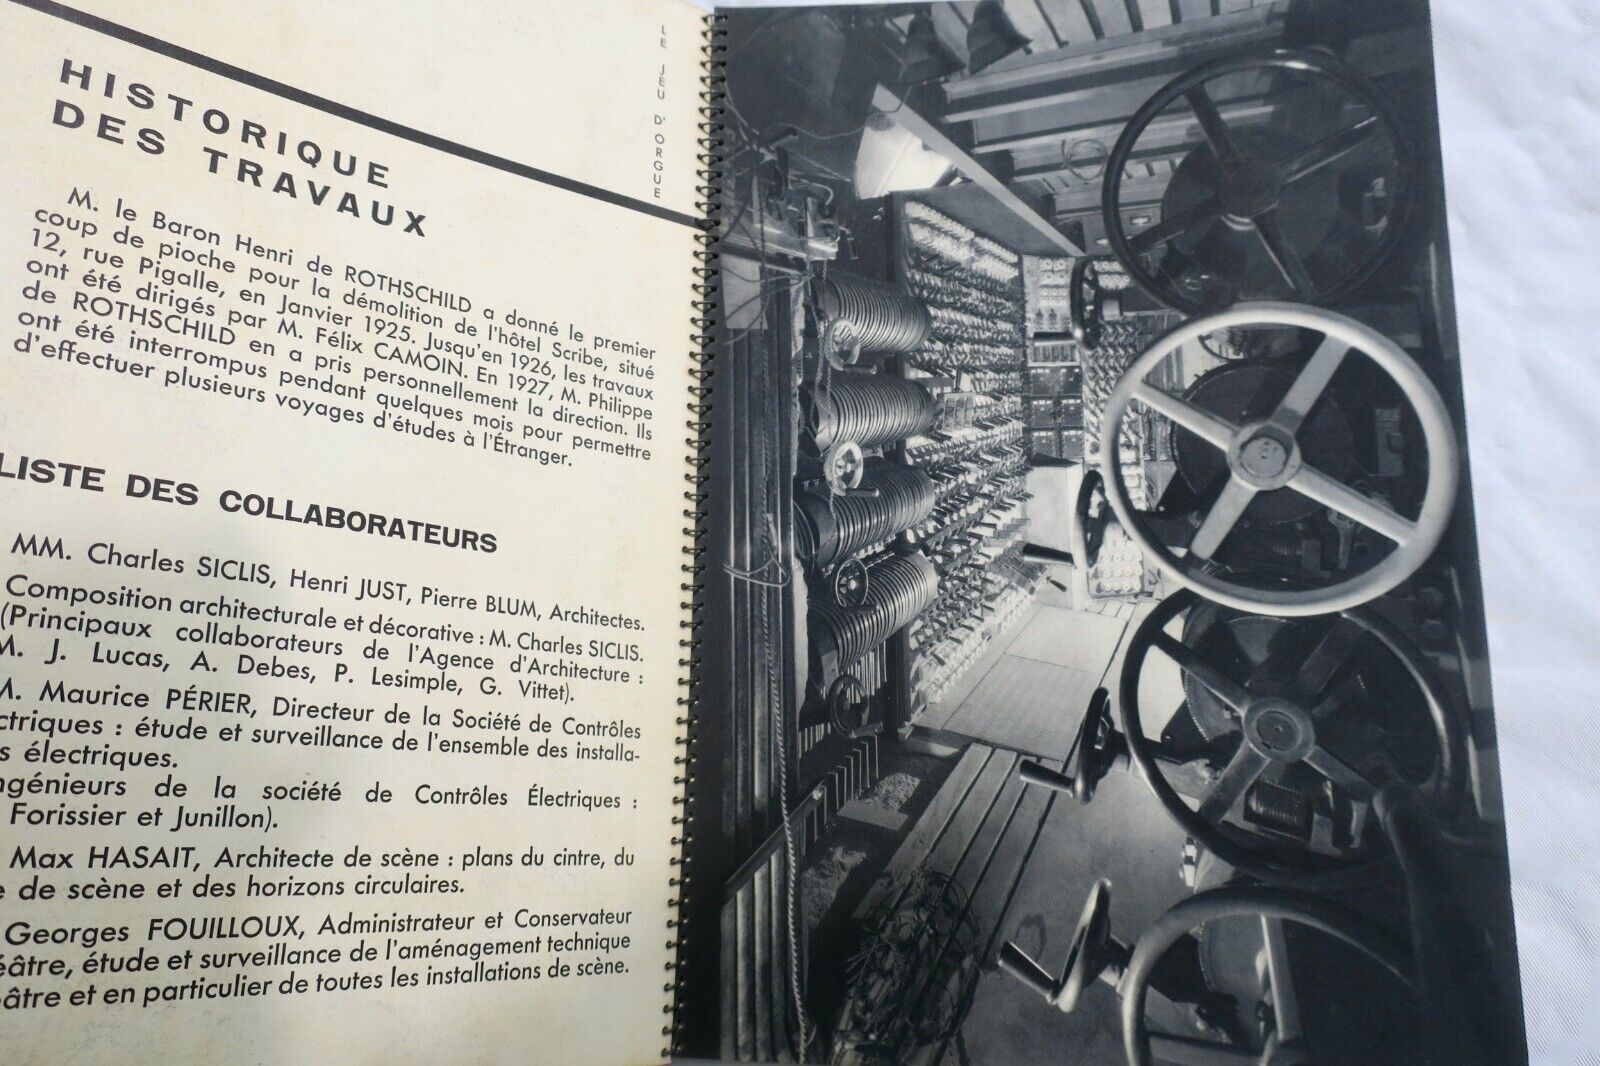 LE JEU D'ORGUE
HISTORIQUE
DES TRAVAUX
M. le Baron Henri de ROTHSCHILD a donné le premier
coup de pioche pour la démolition de l'hôtel Scribe, situé
12, rue Pigalle, en Janvier 1925. Jusqu'en 1926, les travaux
ont été dirigés par M. Félix CAMOIN. En 1927, M. Philippe
de ROTHSCHILD en a pris personnellement la direction. Ils
ont été interrompus pendant quelques mois pour permettre
d'effectuer plusieurs voyages d'études à l'Étranger.
LISTE DES COLLABORATEURS
MM. Charles SICLIS, Henri JUST, Pierre BLUM, Architectes.
Composition architecturale et décorative : M. Charles SICLIS.
(Principaux collaborateurs de l'Agence d'Architecture :
M. J. Lucas, A. Debes, P. Lesimple, G. Vittet).
M. Maurice PÉRIER, Directeur de la Société de Contrôles
ctriques : étude et surveillance de l'ensemble des installa-
s électriques.
ngénieurs de la société de Contrôles Électriques :
Forissier et Junillon).
Max HASAIT, Architecte de scène : plans du cintre, du
e de scène et des horizons circulaires.
Georges FOUILLOUX, Administrateur et Conservateur
éâtre, étude et surveillance de l'aménagement technique
éâtre et en particulier de toutes les installations de scène.